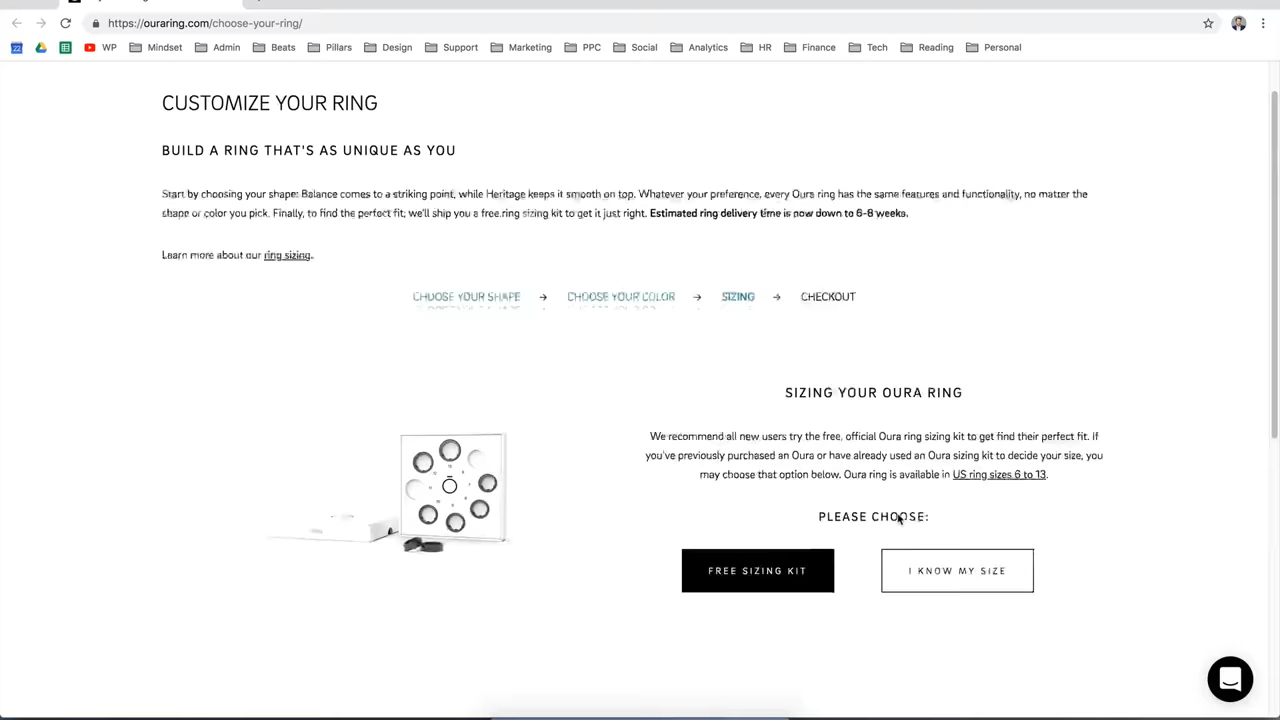 https://ouraring.com/choose-your-ring/
22 WP Mindset Admin Beats Pillars Design Support Marketing PPC Social Analytics HR Finance Tech Reading Personal
CUSTOMIZE YOUR RING
BUILD A RING THAT'S AS UNIQUE AS YOU
Start by choosing your shape: Balance comes to a striking point, while Heritage keeps it smooth on top. Whatever your preference, every Oura ring has the same features and functionality, no matter the
shape or color you pick. Finally, to find the perfect fit, we'll ship you a free ring sizing kit to get it just right. Estimated ring delivery time is now down to 6-8 weeks.
Learn more about our ring sizing.
CHOOSE YOUR SHAPE → CHOOSE YOUR COLOR → SIZING → CHECKOUT
SIZING YOUR OURA RING
We recommend all new users try the free, official Oura ring sizing kit to get find their perfect fit. If
you've previously purchased an Oura or have already used an Oura sizing kit to decide your size, you
may choose that option below. Oura ring is available in US ring sizes 6 to 13.
PLEASE CHOOSE:
FREE SIZING KIT
I KNOW MY SIZE